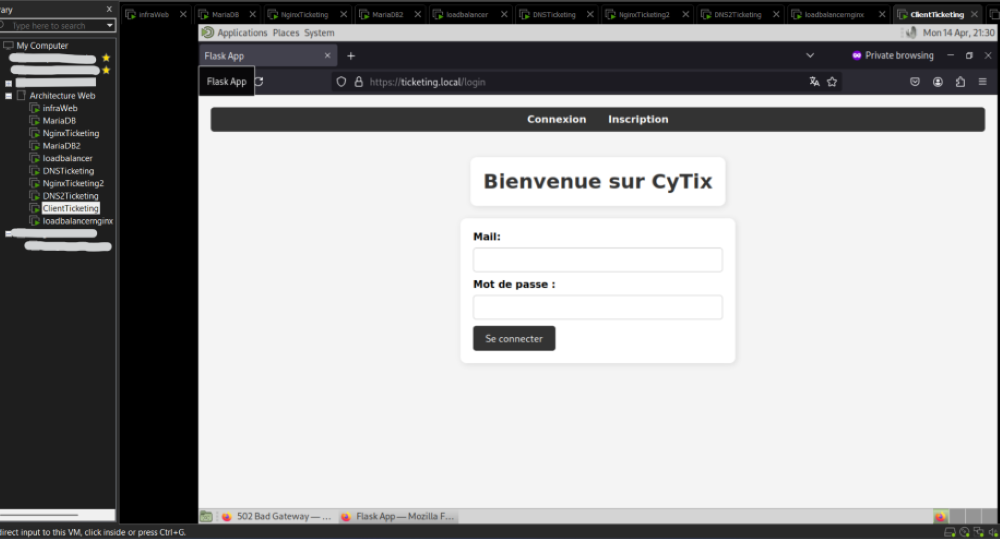 infraWeb
MariaDB
NginxTicketing
MariaDB2
loadbalancer
DNSTicketing
NginxTicketing2
DNS2Ticketing
loadbalancernginx
ClientTicketing
rary
X
Type here to search
My Computer
Architecture Web
infraWeb
MariaDB
NginxTicketing
MariaDB2
loadbalancer
DNSTicketing
NginxTicketing2
DNS2Ticketing
ClientTicketing
loadbalancernginx
Applications Places System
Mon 14 Apr, 21:30
Flask App
Private browsing
Flask App
https://ticketing.local/login
Connexion Inscription
Bienvenue sur CyTix
Mail:
Mot de passe :
Se connecter
502 Bad Gateway — ...
Flask App — Mozilla F...
direct input to this VM, click inside or press Ctrl+G.